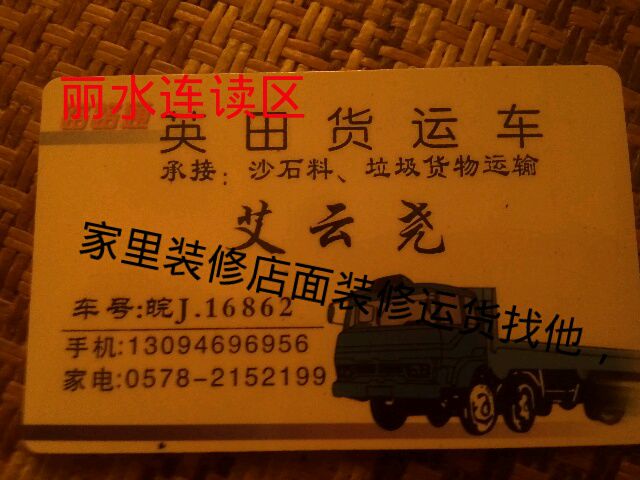 丽水连读区
英田货运车
承接：沙石料、垃圾货物运输
艾云尧
家里装修店面装修运货找他，
车号:皖J.16862
手机:13094696956
家电:0578-2152199